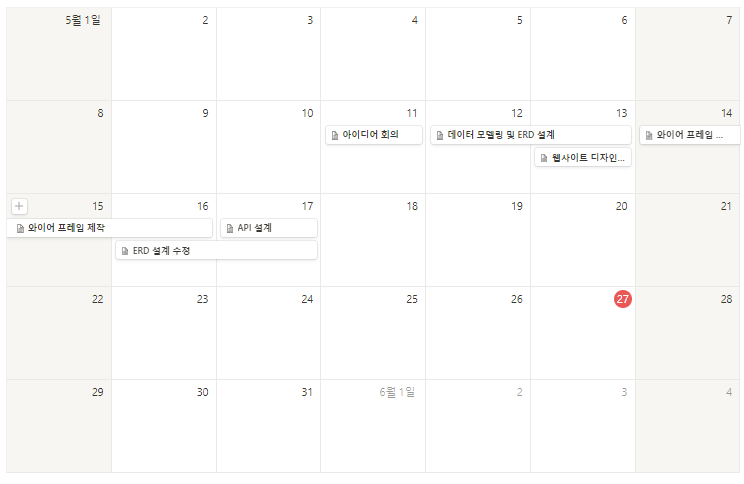 5월 1일 2 3 4 5 6 7
8 9 10 11 12 13 14
아이디어 회의 데이터 모델링 및 ERD 설계 와이어 프레임 ...
웹사이트 디자인...
15 16 17 18 19 20 21
와이어 프레임 제작 API 설계
ERD 설계 수정
22 23 24 25 26 27 28
29 30 31 6월 1일 2 3 4